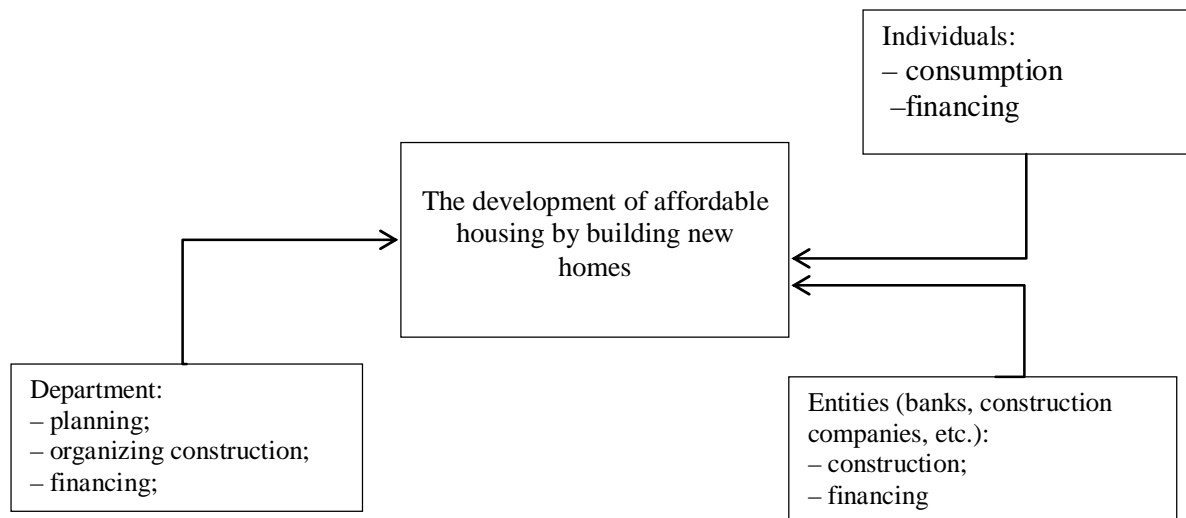 Individuals:
– consumption
–financing
The development of affordable
housing by building new
homes
Department:
– planning;
– organizing construction;
– financing;
Entities (banks, construction
companies, etc.):
– construction;
– financing